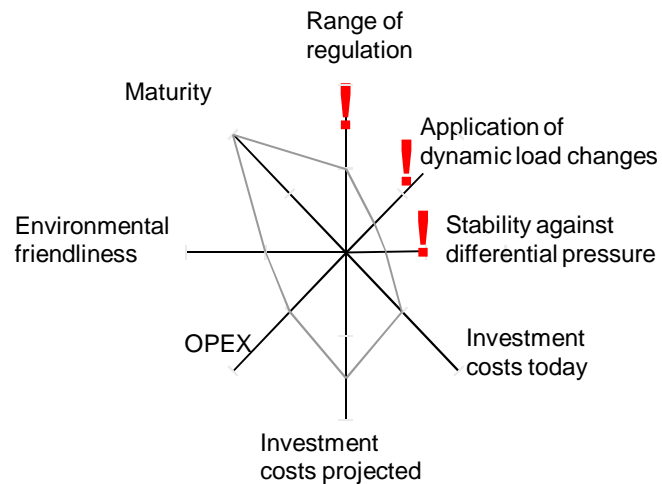 Range of
regulation
Maturity
Application of
dynamic load changes
Environmental
friendliness
Stability against
differential pressure
OPEX
Investment
costs today
Investment
costs projected